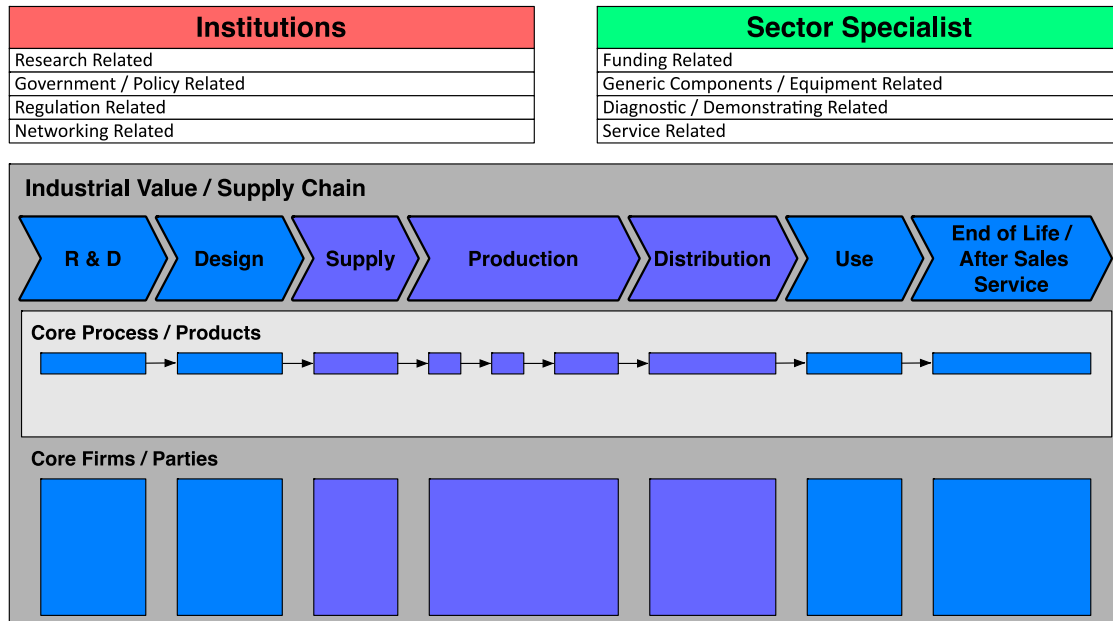 Institutions
Research Related
Government / Policy Related
Regulation Related
Networking Related
Sector Specialist
Funding Related
Generic Components / Equipment Related
Diagnostic / Demonstrating Related
Service Related
Industrial Value / Supply Chain
R & D
Design
Supply
Production
Distribution
Use
End of Life /
After Sales
Service
Core Process / Products
Core Firms / Parties